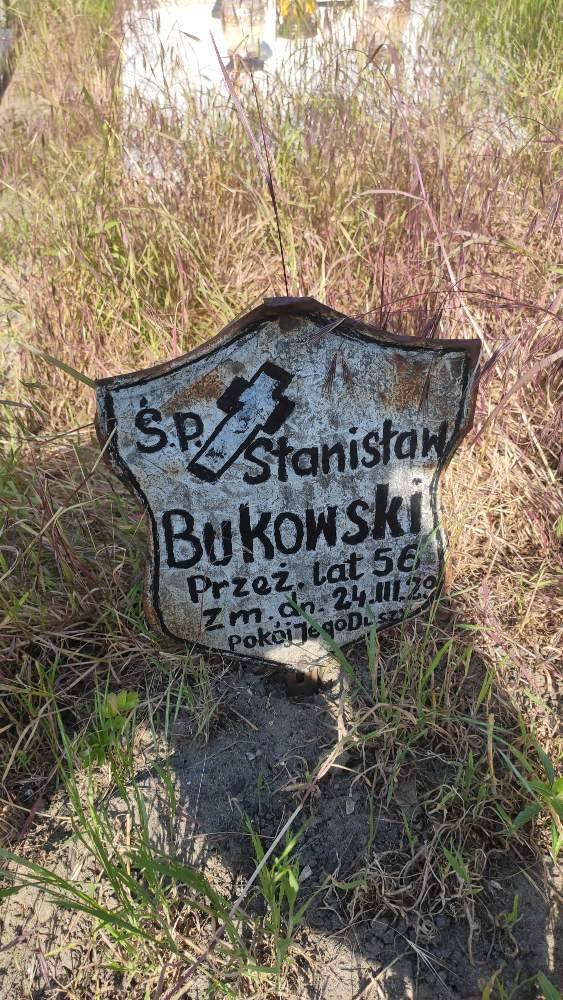 Ś.P. Stanisław
Bukowski
Przeż. lat 56
Zm. dn. 24.III.29
Pokój Jego Duszy